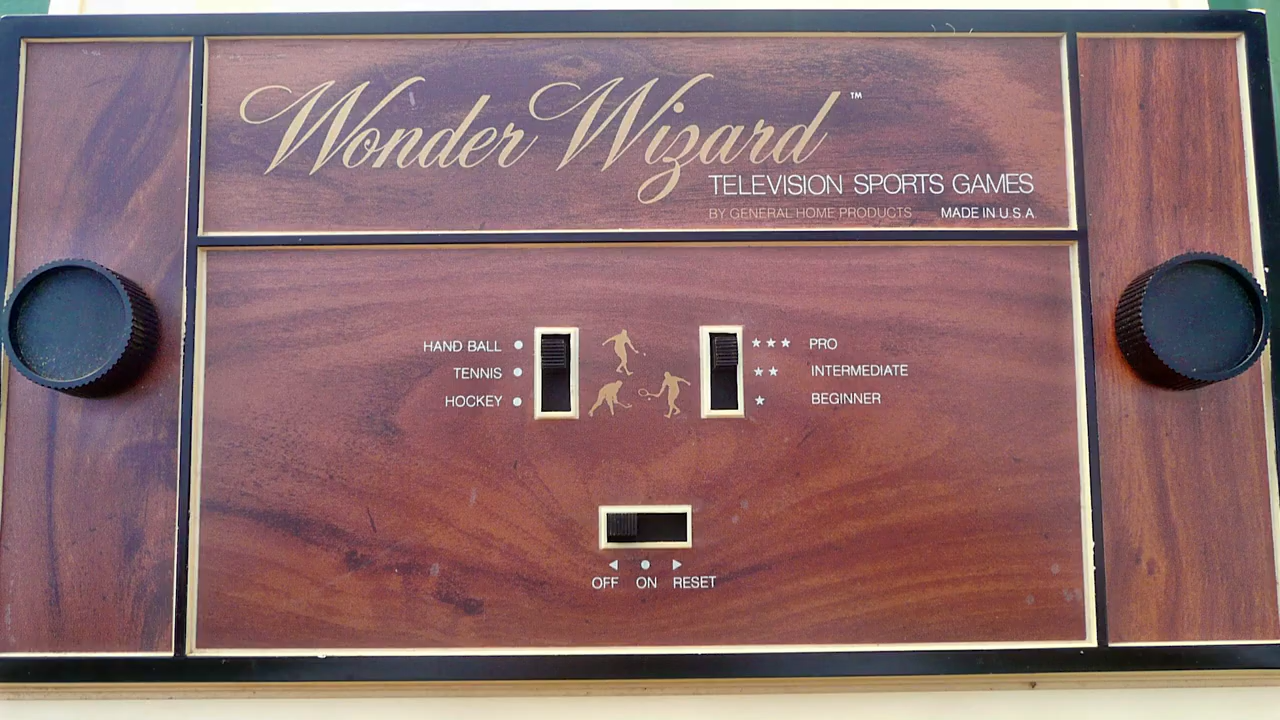 Wonder Wizard™
TELEVISION SPORTS GAMES
BY GENERAL HOME PRODUCTS MADE IN U.S.A.
HAND BALL
TENNIS
HOCKEY
PRO
INTERMEDIATE
BEGINNER
OFF ON RESET